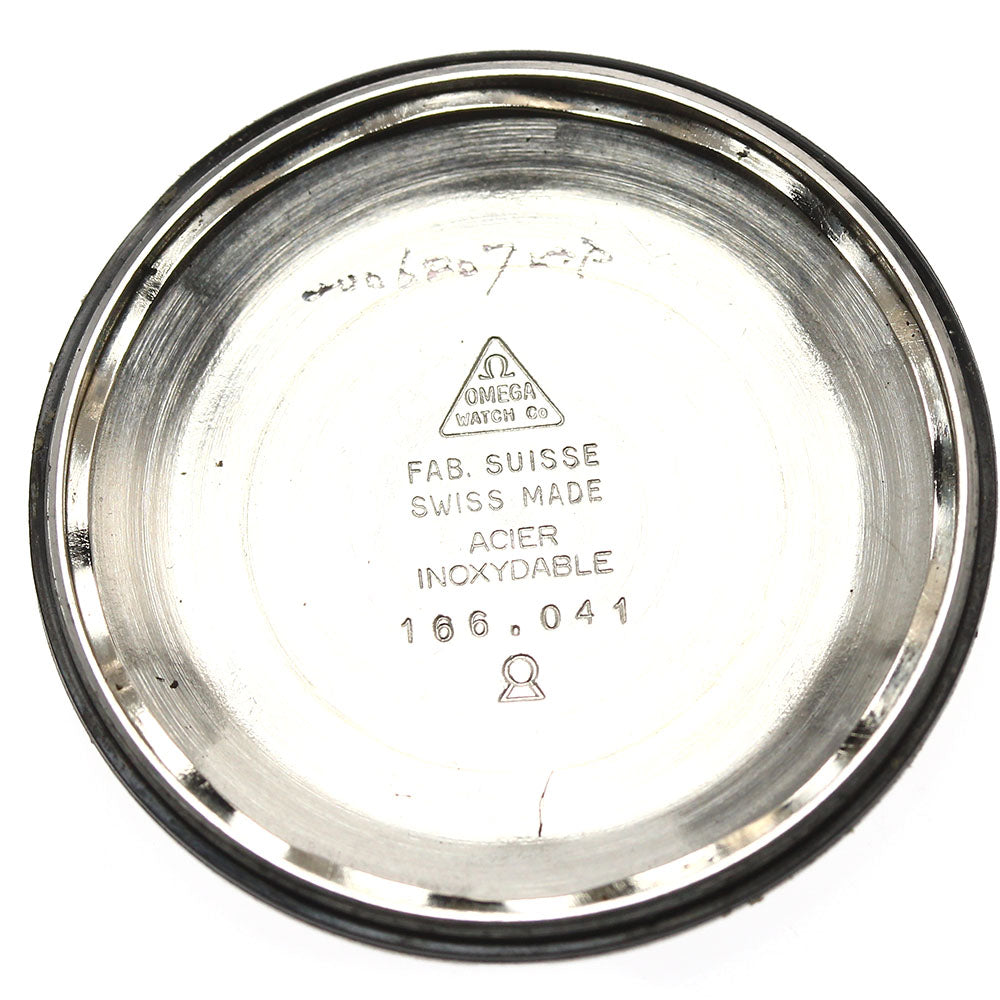 Ω
OMEGA
WATCH Co
FAB. SUISSE
SWISS MADE
ACIER
INOXYDABLE
166.041